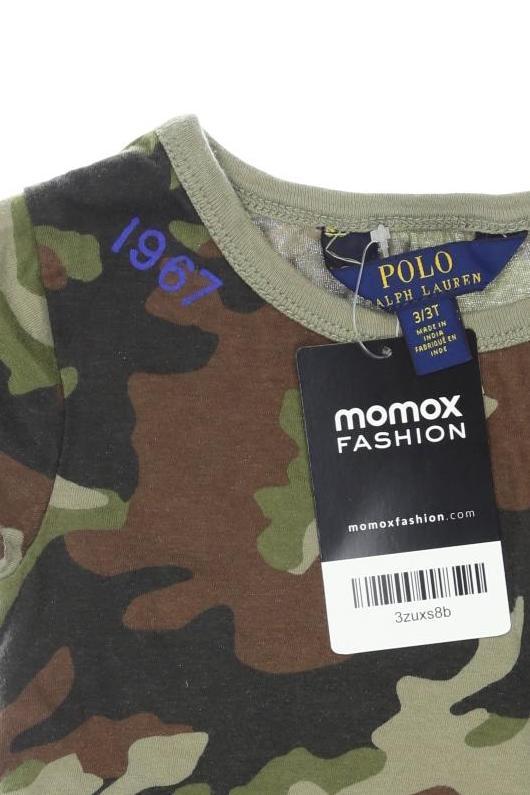 1967
POLO
RALPH LAUREN
3/3T
MADE IN
INDIA
FABRIQUÉ EN
INDE
momox
FASHION
momoxfashion.com
3zuxs8b